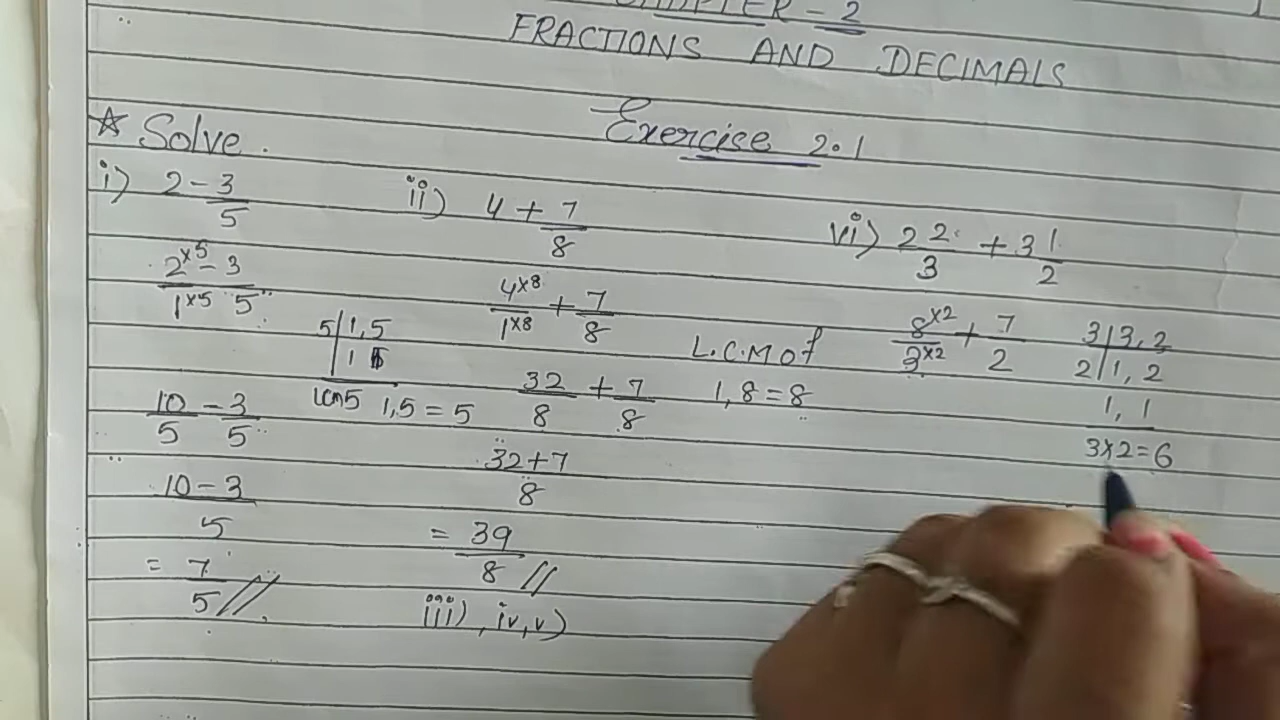 CHAPTER - 2
FRACTIONS AND DECIMALS
Exercise 2.1
☆ Solve.
i) 2 - 3/5
2×5/1×5 - 3/5
5 | 1, 5
1
LCM 1,5 = 5
10/5 - 3/5
10 - 3/5
= 7/5 //
ii) 4 + 7/8
4×8/1×8 + 7/8
L.C.M of
1, 8 = 8
32/8 + 7/8
32+7/8
= 39/8 //
iii), iv, v)
vi) 2 2/3 + 3 1/2
8×2/3×2 + 7/2
3 | 3, 2
2 | 1, 2
1, 1
3×2=6